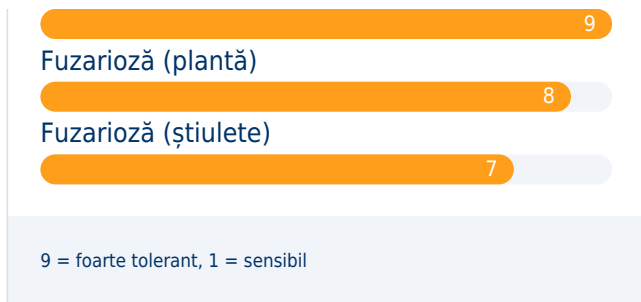 9
Fuzarioză (plantă)
8
Fuzarioză (știulete)
7
9 = foarte tolerant, 1 = sensibil